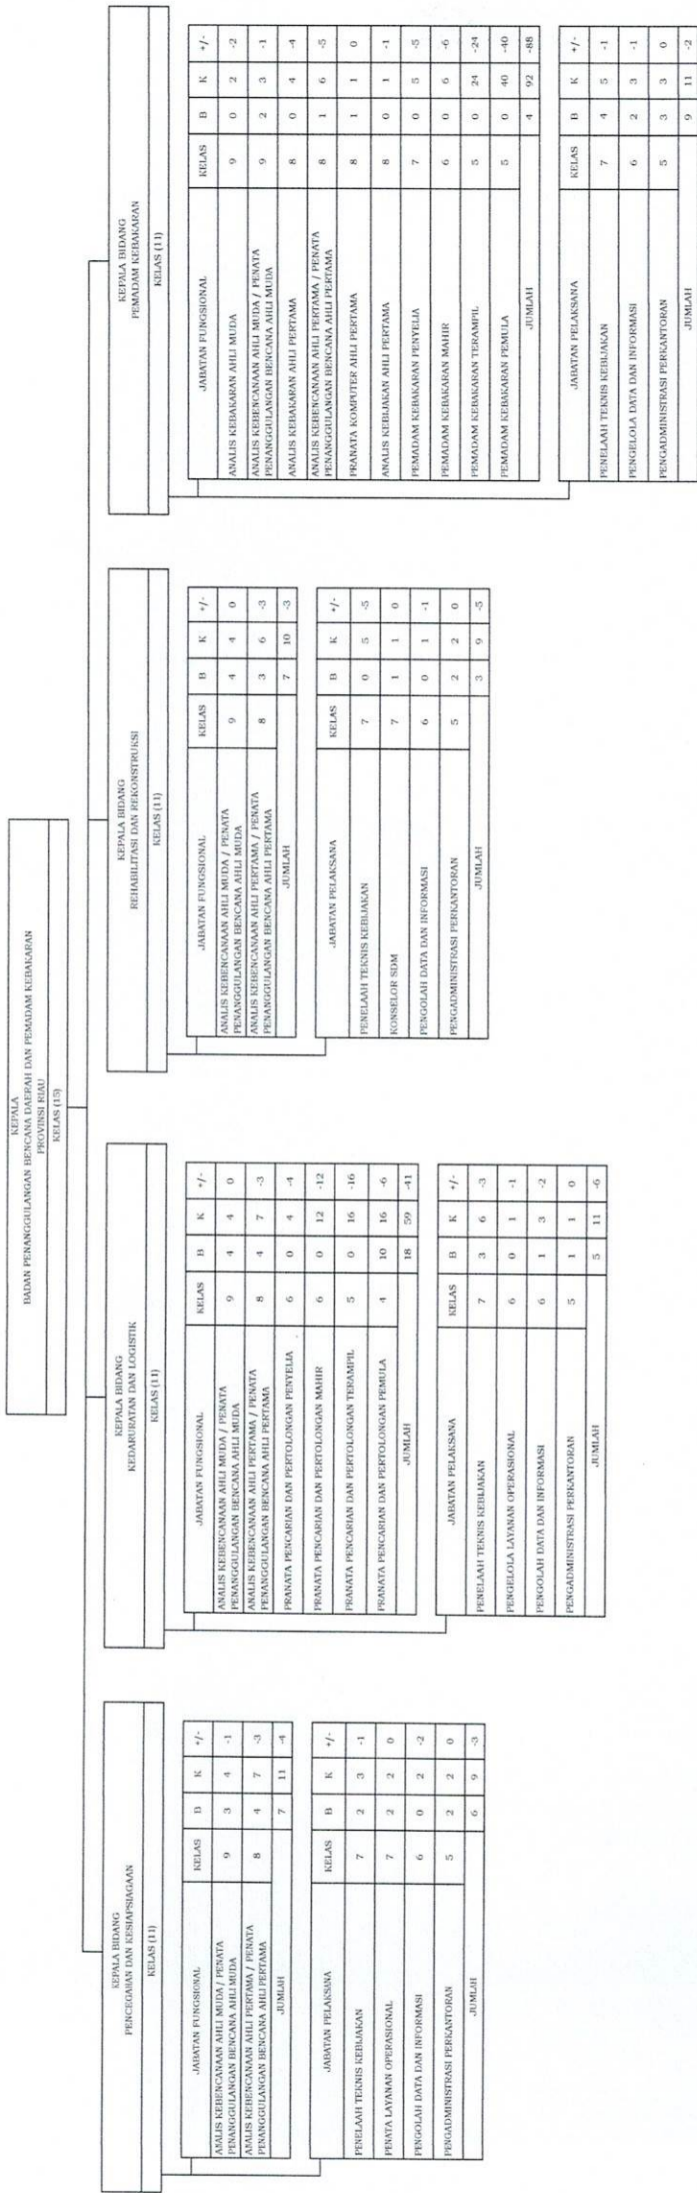 KEPALA
BADAN PENANGGULANGAN BENCANA DAERAH DAN PEMADAM KEBAKARAN
PROVINSI RIAU
KELAS (15)
KEPALA BIDANG
PENCEGAHAN DAN KESIAPSIAGAAN
KELAS (11)
JABATAN FUNGSIONAL KELAS B K +/-
ANALIS KEBENCANAAN AHLI MUDA / PENATA
PENANGGULANGAN BENCANA AHLI MUDA 9 3 4 -1
ANALIS KEBENCANAAN AHLI PERTAMA / PENATA
PENANGGULANGAN BENCANA AHLI PERTAMA 8 4 7 -3
JUMLAH 7 11 -4
JABATAN PELAKSANA KELAS B K +/-
PENELAAH TEKNIS KEBIJAKAN 7 2 3 -1
PENATA LAYANAN OPERASIONAL 7 2 2 0
PENGOLAH DATA DAN INFORMASI 6 0 2 -2
PENGADMINISTRASI PERKANTORAN 5 2 2 0
JUMLAH 6 9 -3
KEPALA BIDANG
KEDARURATAN DAN LOGISTIK
KELAS (11)
JABATAN FUNGSIONAL KELAS B K +/-
ANALIS KEBENCANAAN AHLI MUDA / PENATA
PENANGGULANGAN BENCANA AHLI MUDA 9 4 4 0
ANALIS KEBENCANAAN AHLI PERTAMA / PENATA
PENANGGULANGAN BENCANA AHLI PERTAMA 8 4 7 -3
PRANATA PENCARIAN DAN PERTOLONGAN PENYELIA 6 0 4 -4
PRANATA PENCARIAN DAN PERTOLONGAN MAHIR 6 0 12 -12
PRANATA PENCARIAN DAN PERTOLONGAN TERAMPIL 5 0 16 -16
PRANATA PENCARIAN DAN PERTOLONGAN PEMULA 4 10 16 -6
JUMLAH 18 59 -41
JABATAN PELAKSANA KELAS B K +/-
PENELAAH TEKNIS KEBIJAKAN 7 3 6 -3
PENGELOLA LAYANAN OPERASIONAL 6 0 1 -1
PENGOLAH DATA DAN INFORMASI 6 1 3 -2
PENGADMINISTRASI PERKANTORAN 5 1 1 0
JUMLAH 5 11 -6
KEPALA BIDANG
REHABILITASI DAN REKONSTRUKSI
KELAS (11)
JABATAN FUNGSIONAL KELAS B K +/-
ANALIS KEBENCANAAN AHLI MUDA / PENATA
PENANGGULANGAN BENCANA AHLI MUDA 9 4 4 0
ANALIS KEBENCANAAN AHLI PERTAMA / PENATA
PENANGGULANGAN BENCANA AHLI PERTAMA 8 3 6 -3
JUMLAH 7 10 -3
JABATAN PELAKSANA KELAS B K +/-
PENELAAH TEKNIS KEBIJAKAN 7 0 5 -5
KONSELOR SDM 7 1 1 0
PENGOLAH DATA DAN INFORMASI 6 0 1 -1
PENGADMINISTRASI PERKANTORAN 5 2 2 0
JUMLAH 3 9 -5
KEPALA BIDANG
PEMADAM KEBAKARAN
KELAS (11)
JABATAN FUNGSIONAL KELAS B K +/-
ANALIS KEBAKARAN AHLI MUDA 9 0 2 -2
ANALIS KEBENCANAAN AHLI MUDA / PENATA
PENANGGULANGAN BENCANA AHLI MUDA 9 2 3 -1
ANALIS KEBAKARAN AHLI PERTAMA 8 0 4 -4
ANALIS KEBENCANAAN AHLI PERTAMA / PENATA
PENANGGULANGAN BENCANA AHLI PERTAMA 8 1 6 -5
PRANATA KOMPUTER AHLI PERTAMA 8 1 1 0
ANALIS KEBIJAKAN AHLI PERTAMA 8 0 1 -1
PEMADAM KEBAKARAN PENYELIA 7 0 5 -5
PEMADAM KEBAKARAN MAHIR 6 0 6 -6
PEMADAM KEBAKARAN TERAMPIL 5 0 24 -24
PEMADAM KEBAKARAN PEMULA 5 0 40 -40
JUMLAH 4 92 -88
JABATAN PELAKSANA KELAS B K +/-
PENELAAH TEKNIS KEBIJAKAN 7 4 5 -1
PENGELOLA DATA DAN INFORMASI 6 2 3 -1
PENGADMINISTRASI PERKANTORAN 5 3 3 0
JUMLAH 9 11 -2